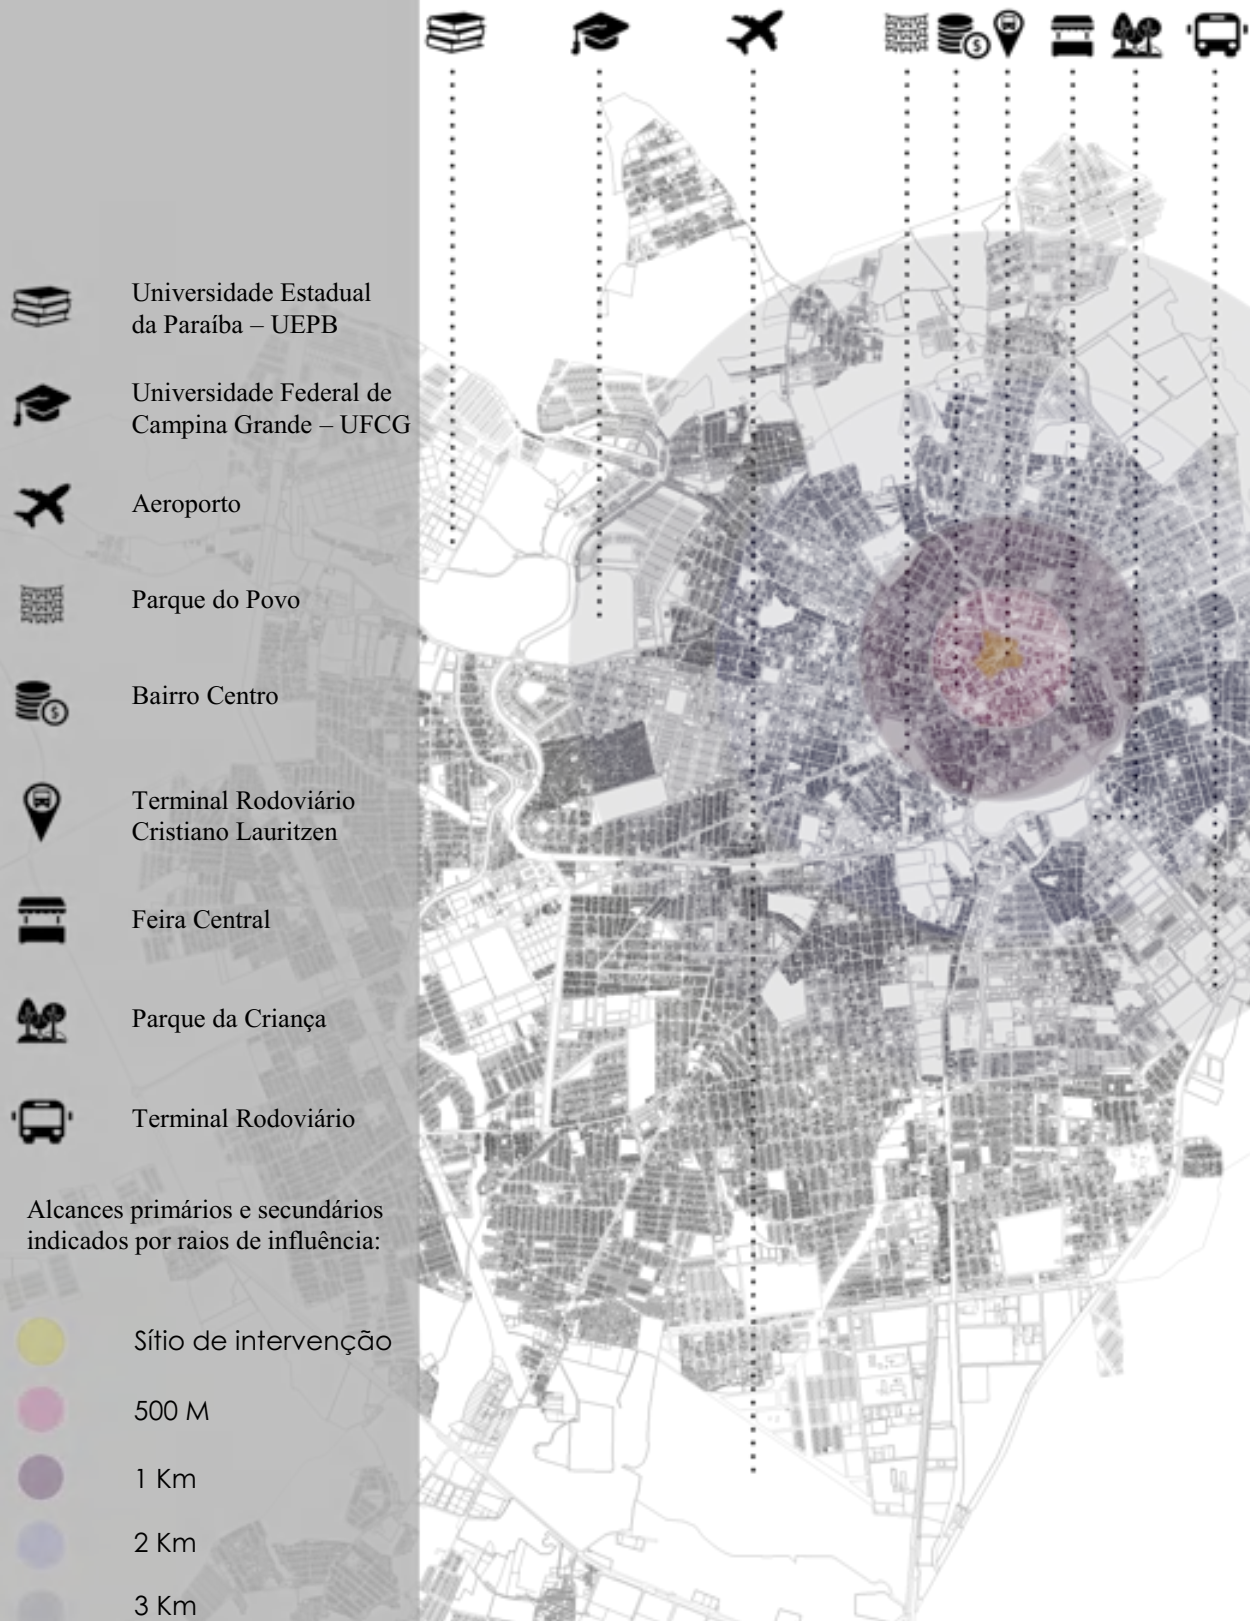 Universidade Estadual
da Paraíba – UEPB
Universidade Federal de
Campina Grande – UFCG
Aeroporto
Parque do Povo
Bairro Centro
Terminal Rodoviário
Cristiano Lauritzen
Feira Central
Parque da Criança
Terminal Rodoviário
Alcances primários e secundários
indicados por raios de influência:
Sítio de intervenção
500 M
1 Km
2 Km
3 Km